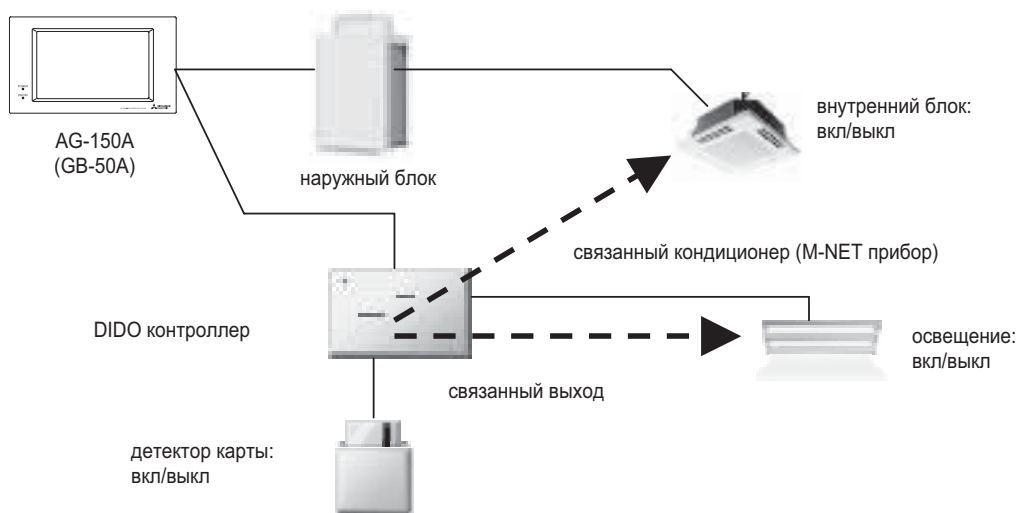 AG-150A
(GB-50A)
наружный блок
внутренний блок:
вкл/выкл
связанный кондиционер (M-NET прибор)
DIDO контроллер
освещение:
вкл/выкл
связанный выход
детектор карты:
вкл/выкл